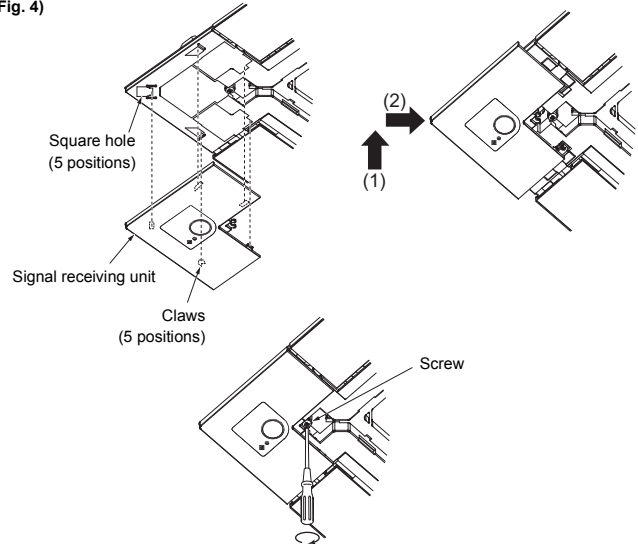 Fig. 4)
(2)
(1)
Square hole
(5 positions)
Signal receiving unit
Claws
(5 positions)
Screw